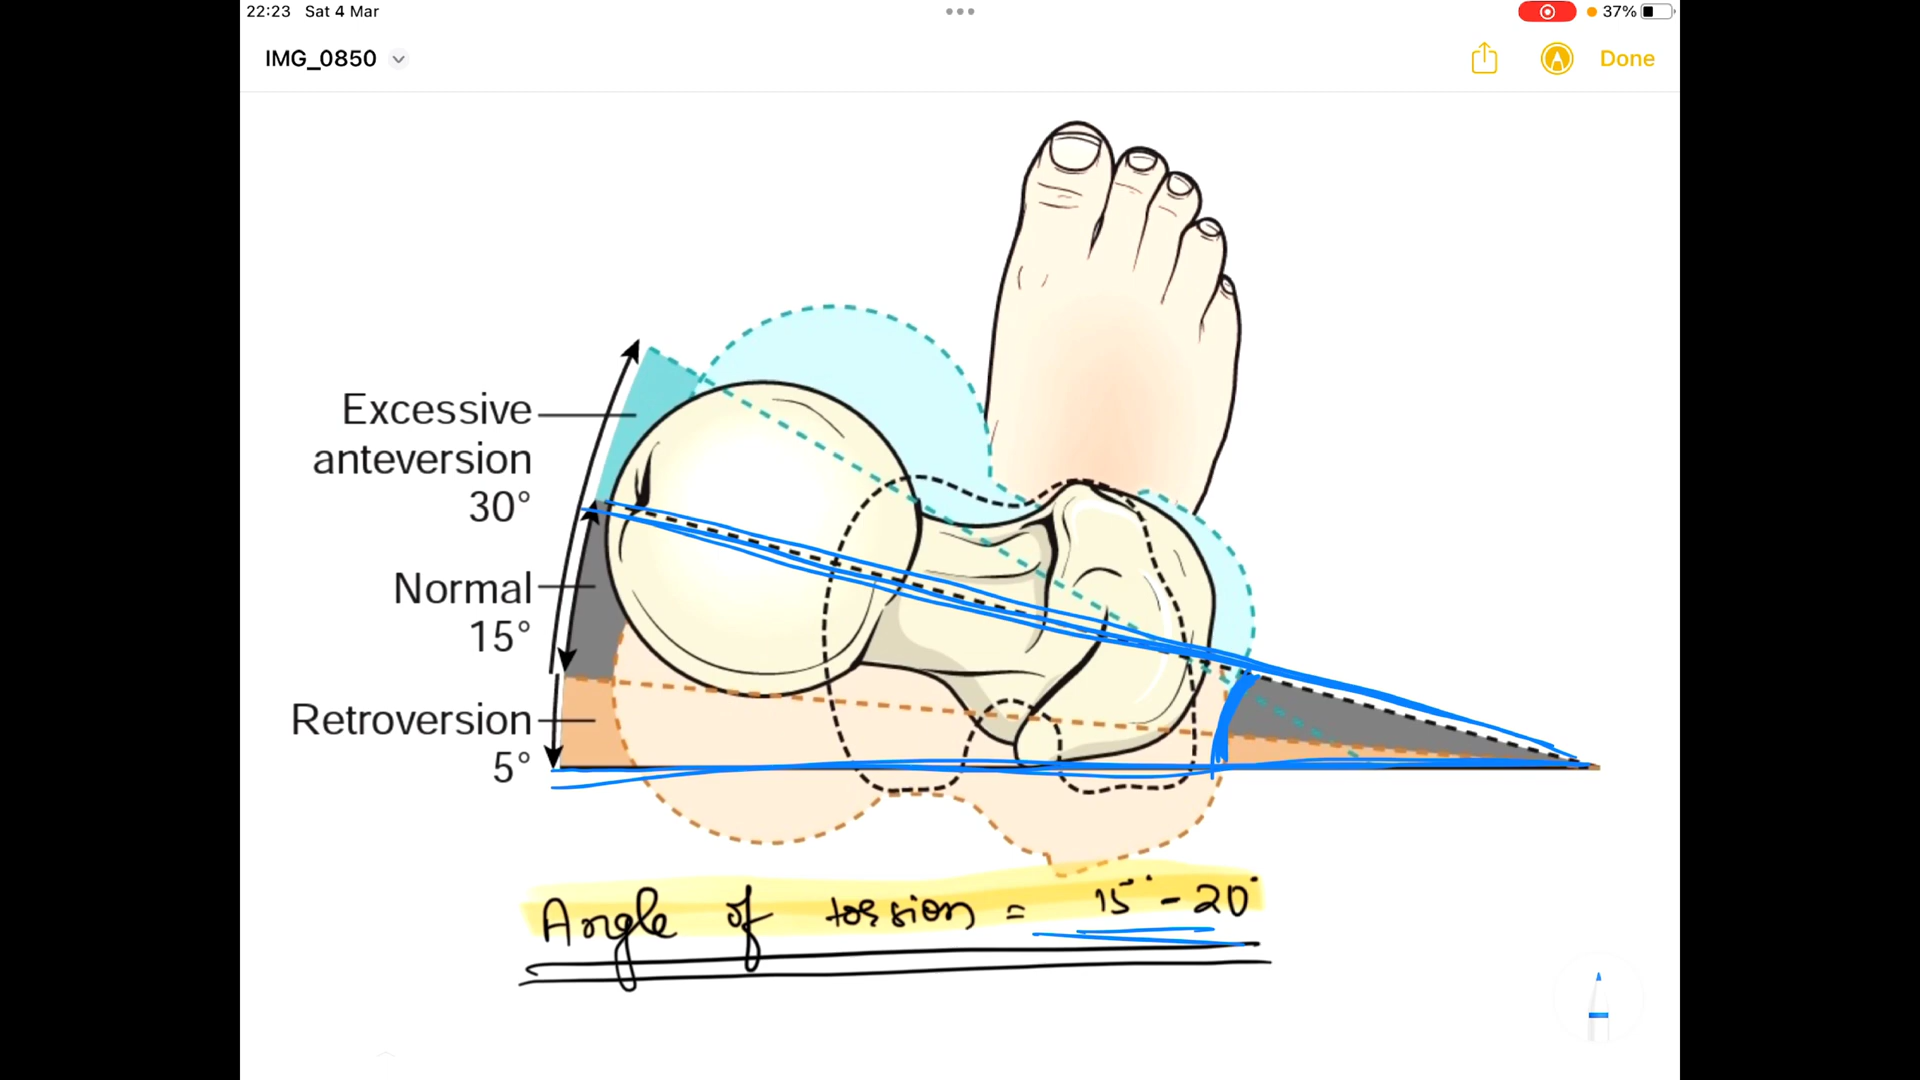 22:23 Sat 4 Mar
37%
IMG_0850
Done
Excessive
anteversion
30°
Normal
15°
Retroversion
5°
Angle of torsion = 15° - 20°